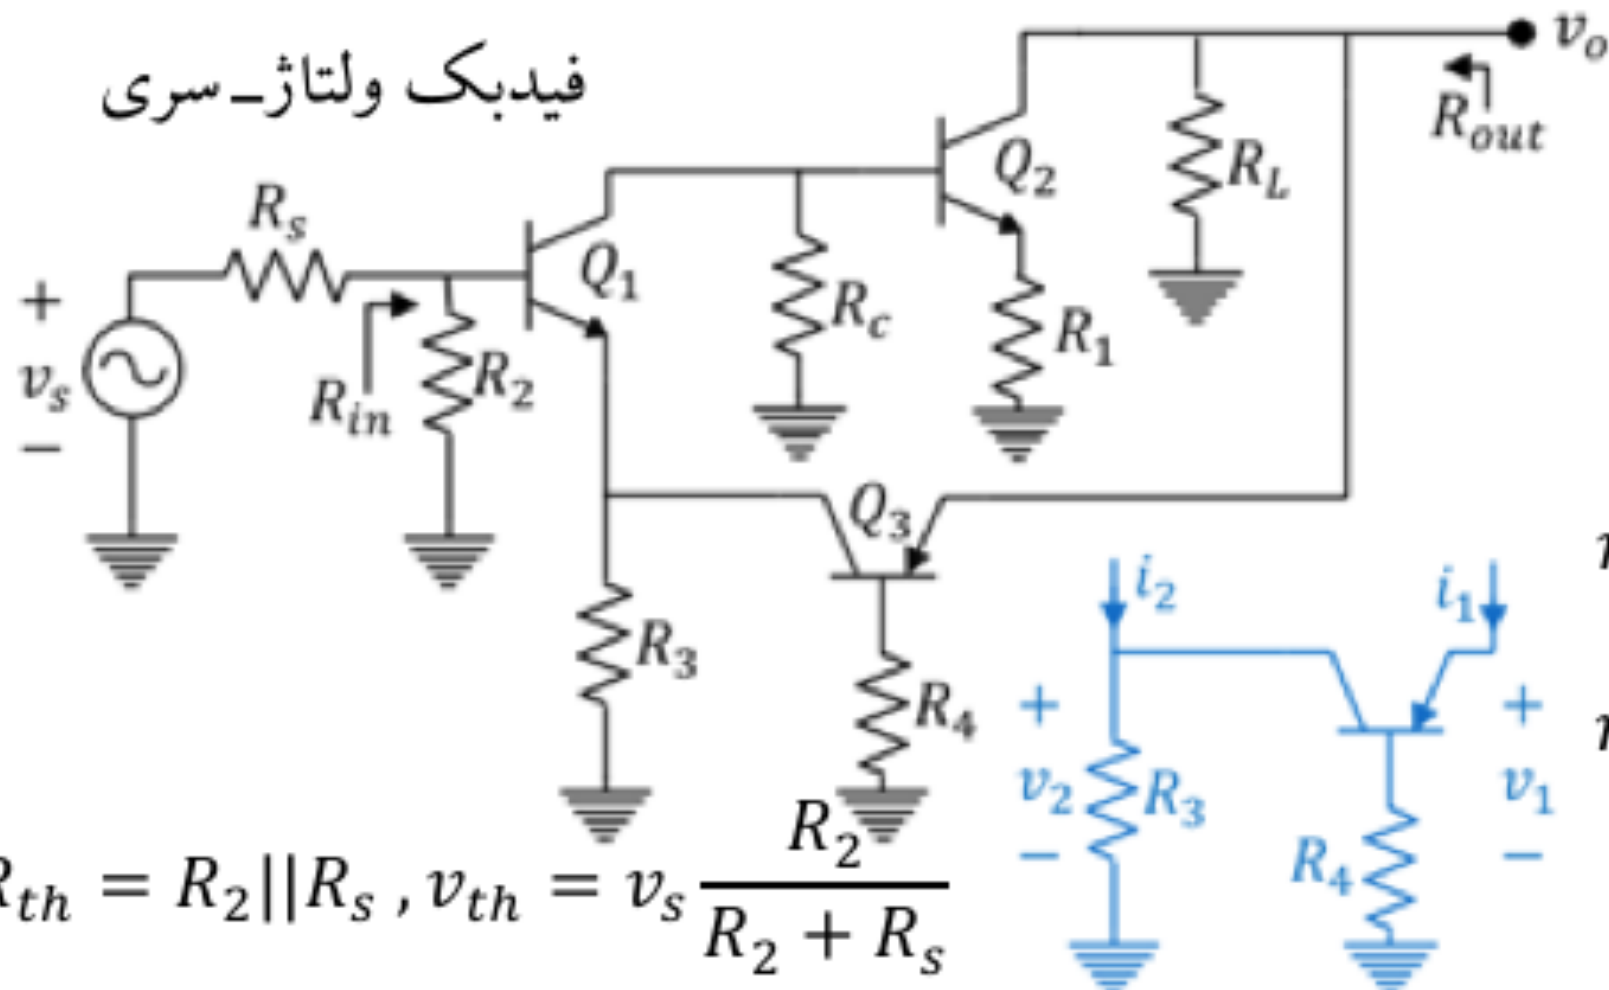 فیدبک ولتاژ-سری
v_o
R_out
Q_2
R_L
R_s
Q_1
+
v_s
−
R_in
R_2
R_c
R_1
Q_3
R_3
R_4
i_2
i_1
+
v_2
−
R_3
R_4
+
v_1
−
R_th = R_2||R_s , v_th = v_s R_2 / (R_2 + R_s)